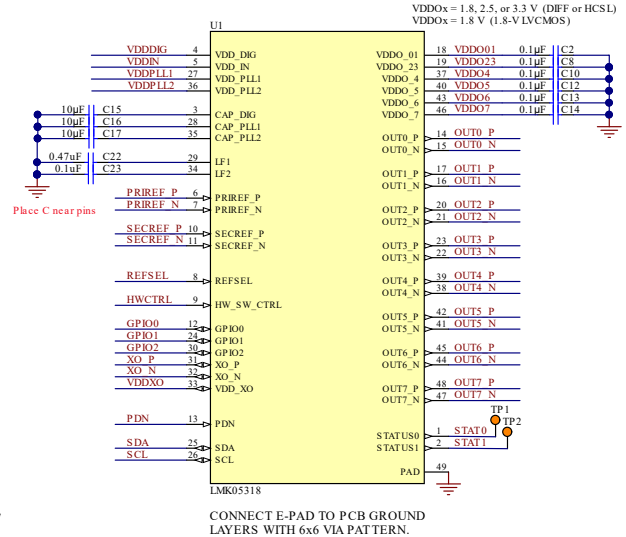 VDDOx = 1.8, 2.5, or 3.3 V (DIFF or HCSL)
VDDOx = 1.8 V (1.8-V LVCMOS)
U1
VDDDIG 4 VDD_DIG VDDO_01 18 VDDO01 0.1µF C2
VDDIN 5 VDD_IN VDDO_23 19 VDDO23 0.1µF C8
VDDPLL1 27 VDD_PLL1 VDDO_4 37 VDDO4 0.1µF C10
VDDPLL2 36 VDD_PLL2 VDDO_5 40 VDDO5 0.1µF C12
VDDO_6 43 VDDO6 0.1µF C13
10µF C15 3 CAP_DIG VDDO_7 46 VDDO7 0.1µF C14
10µF C16 28 CAP_PLL1
10µF C17 35 CAP_PLL2 OUT0_P 14 OUT0_P
OUT0_N 15 OUT0_N
0.47uF C22 29 LF1
0.1uF C23 34 LF2 OUT1_P 17 OUT1_P
OUT1_N 16 OUT1_N
PRIREF_P 6 PRIREF_P
Place C near pins PRIREF_N 7 PRIREF_N OUT2_P 20 OUT2_P
OUT2_N 21 OUT2_N
SECREF_P 10 SECREF_P
SECREF_N 11 SECREF_N OUT3_P 23 OUT3_P
OUT3_N 22 OUT3_N
REFSEL 8 REFSEL OUT4_P 39 OUT4_P
OUT4_N 38 OUT4_N
HWCTRL 9 HW_SW_CTRL
OUT5_P 42 OUT5_P
GPIO0 12 GPIO0 OUT5_N 41 OUT5_N
GPIO1 24 GPIO1
GPIO2 30 GPIO2 OUT6_P 45 OUT6_P
XO_P 31 XO_P OUT6_N 44 OUT6_N
XO_N 32 XO_N
VDDXO 33 VDD_XO OUT7_P 48 OUT7_P
OUT7_N 47 OUT7_N
TP1
PDN 13 PDN TP2
STATUS0 1 STAT0
SDA 25 SDA STATUS1 2 STAT1
SCL 26 SCL
PAD 49
LMK05318
CONNECT E-PAD TO PCB GROUND
LAYERS WITH 6x6 VIA PATTERN.